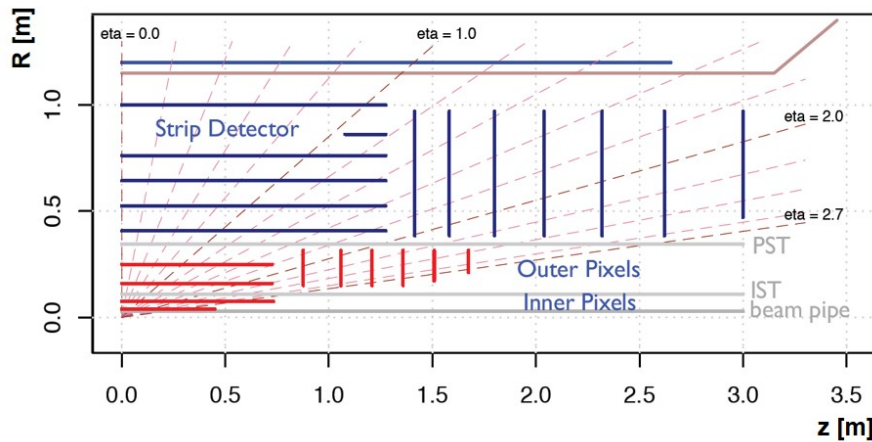 R [m]
eta = 0.0
eta = 1.0
1.0
Strip Detector
eta = 2.0
0.5
eta = 2.7
PST
Outer Pixels
IST
Inner Pixels
0.0
beam pipe
0.0 0.5 1.0 1.5 2.0 2.5 3.0 3.5
z [m]